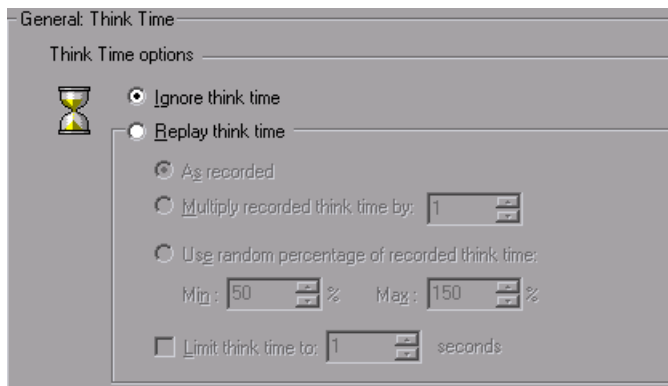 General: Think Time
Think Time options
Ignore think time
Replay think time
As recorded
Multiply recorded think time by: 1
Use random percentage of recorded think time:
Min : 50 % Max : 150 %
Limit think time to: 1 seconds